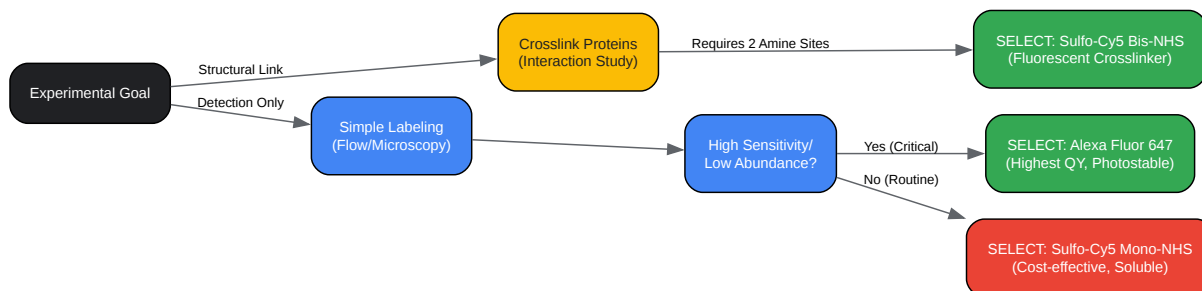 Experimental Goal
Structural Link
Detection Only
Crosslink Proteins
(Interaction Study)
Requires 2 Amine Sites
SELECT: Sulfo-Cy5 Bis-NHS
(Fluorescent Crosslinker)
Simple Labeling
(Flow/Microscopy)
High Sensitivity/
Low Abundance?
Yes (Critical)
SELECT: Alexa Fluor 647
(Highest QY, Photostable)
No (Routine)
SELECT: Sulfo-Cy5 Mono-NHS
(Cost-effective, Soluble)